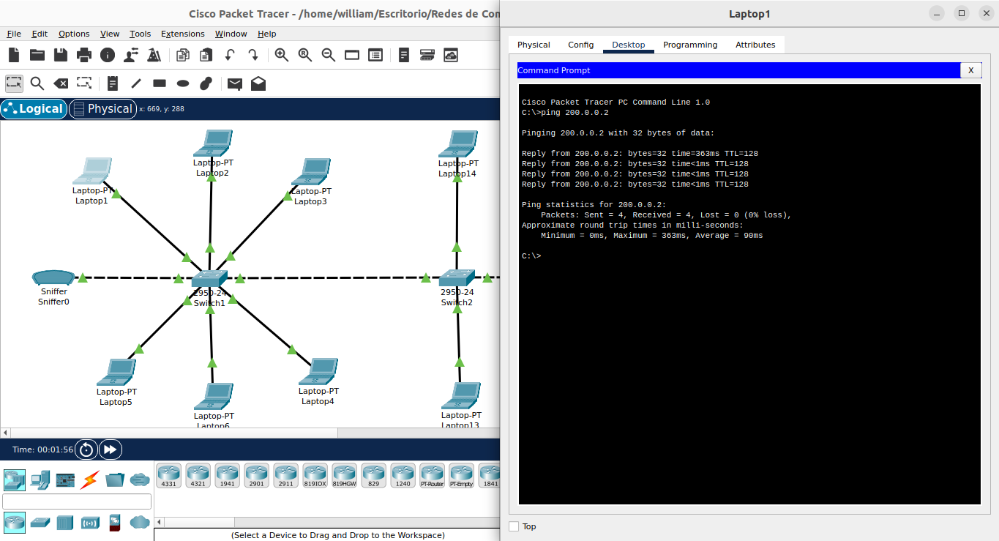 Cisco Packet Tracer - /home/william/Escritorio/Redes de Con
File Edit Options View Tools Extensions Window Help
Logical Physical x: 669, y: 288
Laptop-PT
Laptop1
Laptop-PT
Laptop2
Laptop-PT
Laptop3
Laptop-PT
Laptop14
Sniffer
Sniffer0
2950-24
Switch1
2950-24
Switch2
Laptop-PT
Laptop5
Laptop-PT
Laptop6
Laptop-PT
Laptop4
Laptop-PT
Laptop13
Time: 00:01:56
4331 4321 1941 2901 2911 819IOX 819HGW 829 1240 PT-Router PT-Empty 1841
(Select a Device to Drag and Drop to the Workspace)
Laptop1
Physical Config Desktop Programming Attributes
Command Prompt X
Cisco Packet Tracer PC Command Line 1.0
C:\>ping 200.0.0.2
Pinging 200.0.0.2 with 32 bytes of data:
Reply from 200.0.0.2: bytes=32 time=363ms TTL=128
Reply from 200.0.0.2: bytes=32 time<1ms TTL=128
Reply from 200.0.0.2: bytes=32 time<1ms TTL=128
Reply from 200.0.0.2: bytes=32 time<1ms TTL=128
Ping statistics for 200.0.0.2:
Packets: Sent = 4, Received = 4, Lost = 0 (0% loss),
Approximate round trip times in milli-seconds:
Minimum = 0ms, Maximum = 363ms, Average = 90ms
C:\>
Top